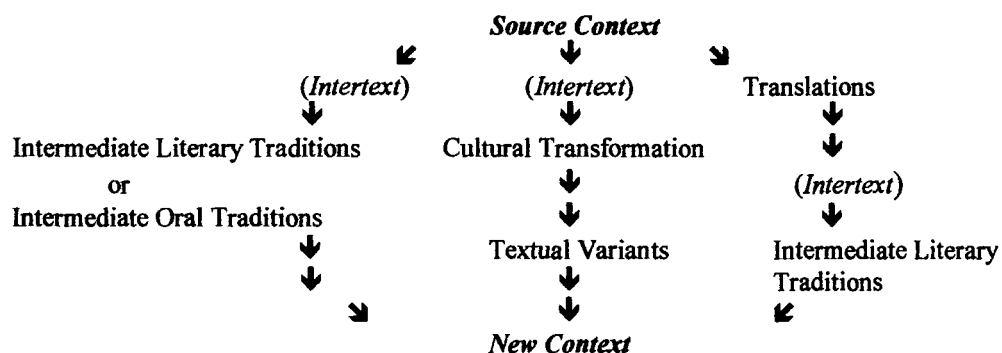 Source Context
(Intertext) (Intertext) Translations
Intermediate Literary Traditions Cultural Transformation
or (Intertext)
Intermediate Oral Traditions
Textual Variants Intermediate Literary
Traditions
New Context